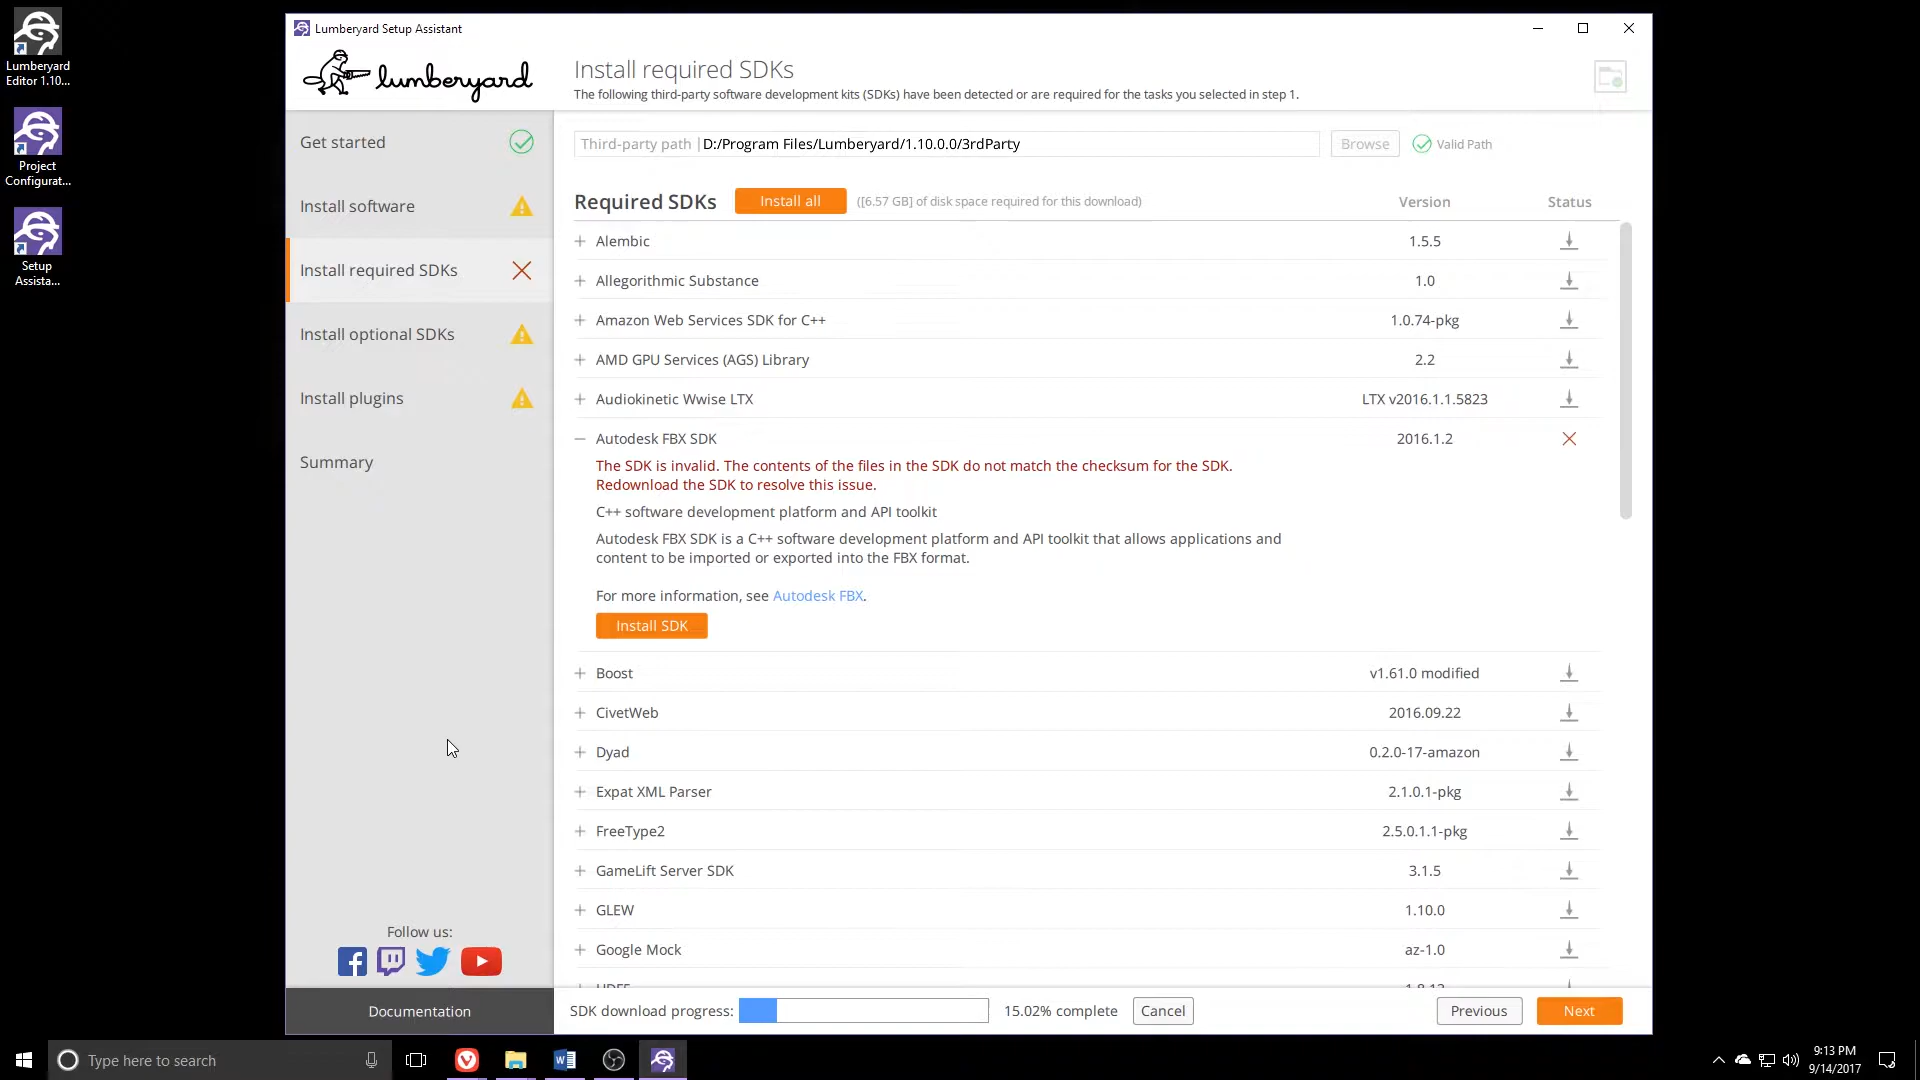 Lumberyard
Editor 1.10...
Project
Configurat...
Setup
Assista...
Lumberyard Setup Assistant
lumberyard
Install required SDKs
The following third-party software development kits (SDKs) have been detected or are required for the tasks you selected in step 1.
Get started
Install software
Install required SDKs
Install optional SDKs
Install plugins
Summary
Third-party path | D:/Program Files/Lumberyard/1.10.0.0/3rdParty
Browse
Valid Path
Required SDKs
Install all
([6.57 GB] of disk space required for this download)
Version
Status
Alembic 1.5.5
Allegorithmic Substance 1.0
Amazon Web Services SDK for C++ 1.0.74-pkg
AMD GPU Services (AGS) Library 2.2
Audiokinetic Wwise LTX LTX v2016.1.1.5823
Autodesk FBX SDK 2016.1.2
The SDK is invalid. The contents of the files in the SDK do not match the checksum for the SDK.
Redownload the SDK to resolve this issue.
C++ software development platform and API toolkit
Autodesk FBX SDK is a C++ software development platform and API toolkit that allows applications and
content to be imported or exported into the FBX format.
For more information, see Autodesk FBX.
Install SDK
Boost v1.61.0 modified
CivetWeb 2016.09.22
Dyad 0.2.0-17-amazon
Expat XML Parser 2.1.0.1-pkg
FreeType2 2.5.0.1.1-pkg
GameLift Server SDK 3.1.5
GLEW 1.10.0
Google Mock az-1.0
Follow us:
Documentation
SDK download progress:
15.02% complete
Cancel
Previous
Next
Type here to search
9:13 PM
9/14/2017